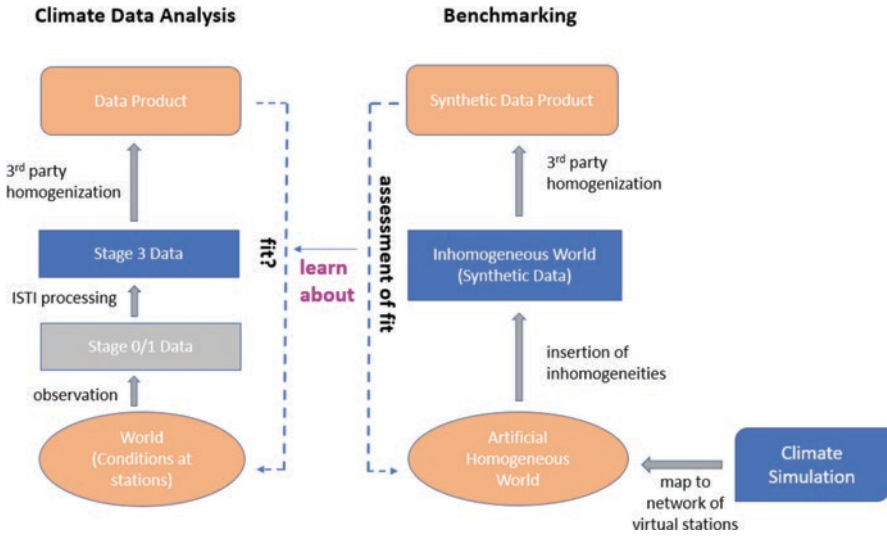 Climate Data Analysis
Data Product
3rd party
homogenization
Stage 3 Data
ISTI processing
Stage 0/1 Data
observation
World
(Conditions at
stations)
fit?
learn
about
Benchmarking
Synthetic Data Product
3rd party
homogenization
assessment of fit
Inhomogeneous World
(Synthetic Data)
insertion of
inhomogeneities
Artificial
Homogeneous
World
map to
network of
virtual stations
Climate
Simulation